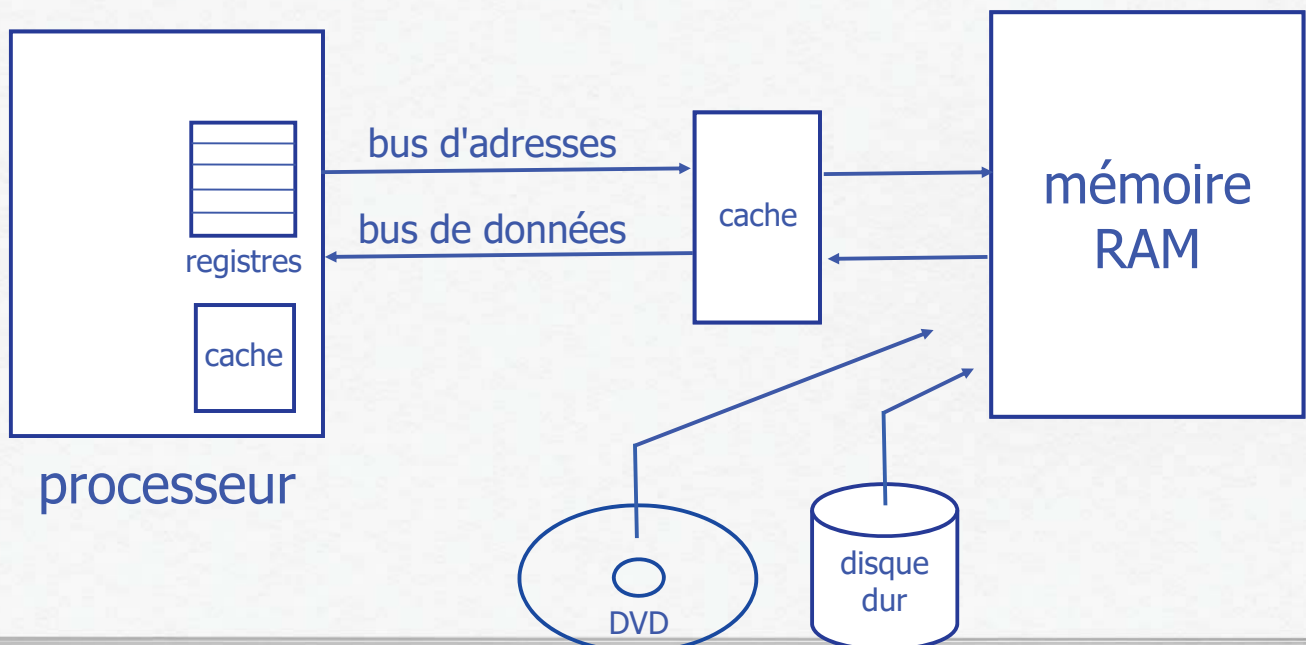 bus d'adresses
bus de données
registres
cache
processeur
cache
mémoire
RAM
DVD
disque
dur